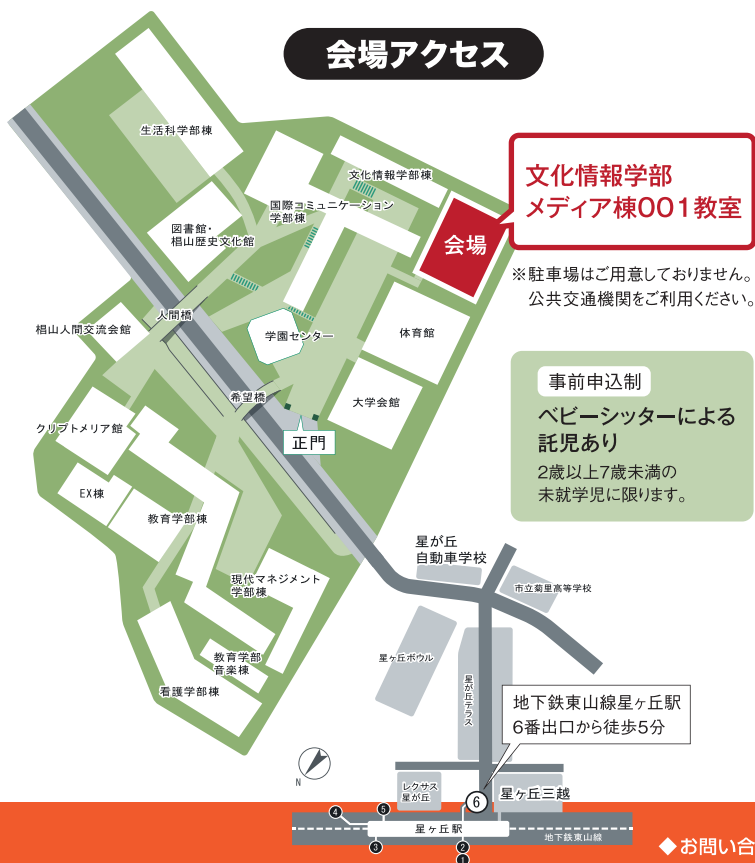 会場アクセス
生活科学部棟
文化情報学部棟
国際コミュニケーション
学部棟
図書館・
椙山歴史文化館
会場
文化情報学部
メディア棟001教室
※駐車場はご用意しておりません。
公共交通機関をご利用ください。
人間橋
椙山人間交流会館
学園センター
体育館
希望橋
大学会館
正門
クリプトメリア館
EX棟
教育学部棟
現代マネジメント
学部棟
教育学部
音楽棟
看護学部棟
事前申込制
ベビーシッターによる
託児あり
2歳以上7歳未満の
未就学児に限ります。
星が丘
自動車学校
市立菊里高等学校
星ヶ丘ボウル
星が丘テラス
地下鉄東山線星ヶ丘駅
6番出口から徒歩5分
N
レクサス
星が丘
6
星ヶ丘三越
4
5
星ヶ丘駅
地下鉄東山線
3
2
1
◆お問い合